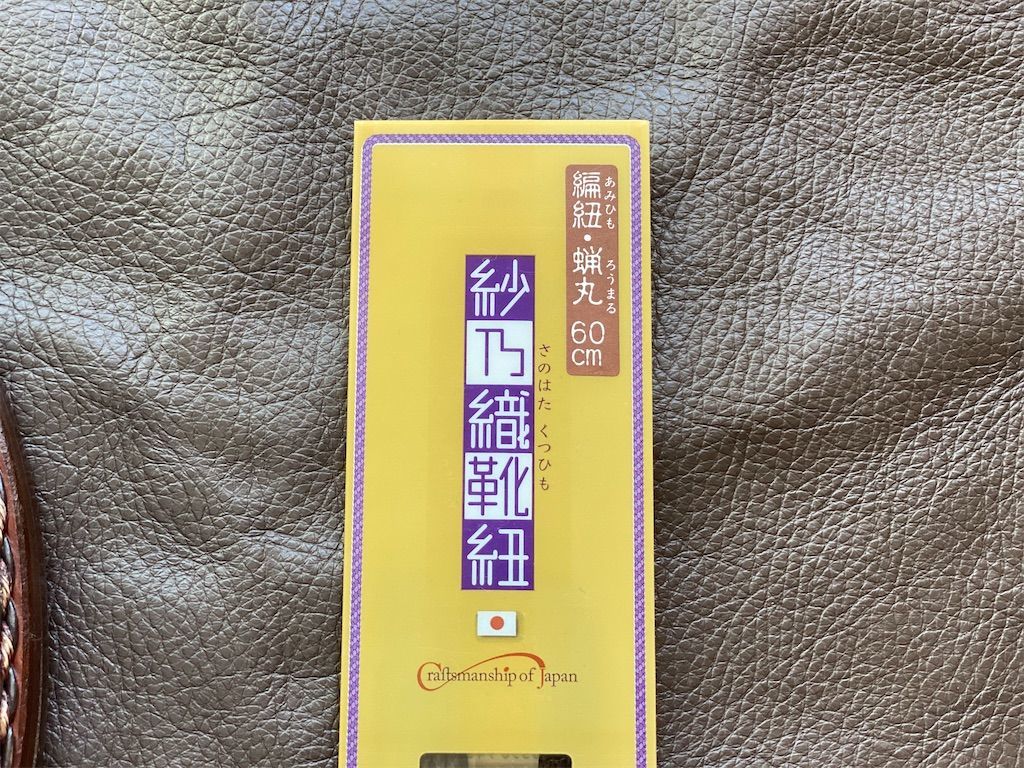 編紐・蝋丸 60cm
あみひも ろうまる
紗乃織靴紐
さのはた くつひも
Craftsmanship of Japan